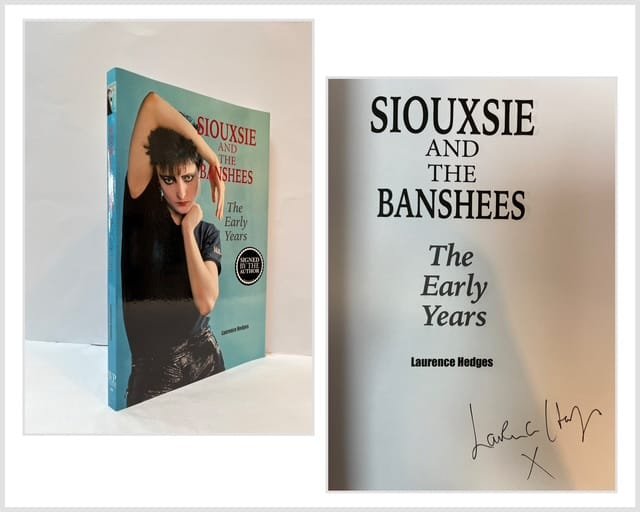 SIOUXSIE
AND
THE
BANSHEES
The
Early
Years
SIGNED
BY THE
AUTHOR
Laurence Hedges
SIOUXSIE
AND
THE
BANSHEES
The
Early
Years
Laurence Hedges